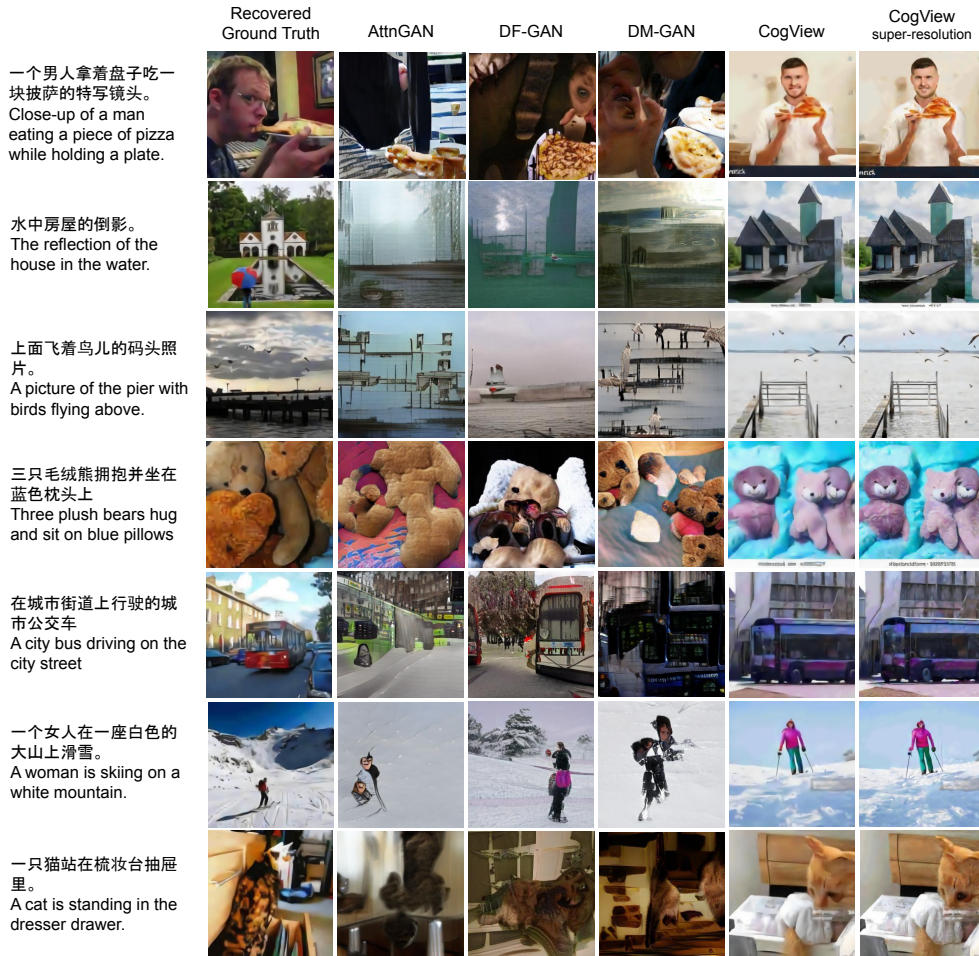 Recovered
Ground Truth
AttnGAN
DF-GAN
DM-GAN
CogView
CogView
super-resolution
一个男人拿着盘子吃一
块披萨的特写镜头。
Close-up of a man
eating a piece of pizza
while holding a plate.
水中房屋的倒影。
The reflection of the
house in the water.
上面飞着鸟儿的码头照
片。
A picture of the pier with
birds flying above.
三只毛绒熊拥抱并坐在
蓝色枕头上
Three plush bears hug
and sit on blue pillows
在城市街道上行驶的城
市公交车
A city bus driving on the
city street
一个女人在一座白色的
大山上滑雪。
A woman is skiing on a
white mountain.
一只猫站在梳妆台抽屉
里。
A cat is standing in the
dresser drawer.